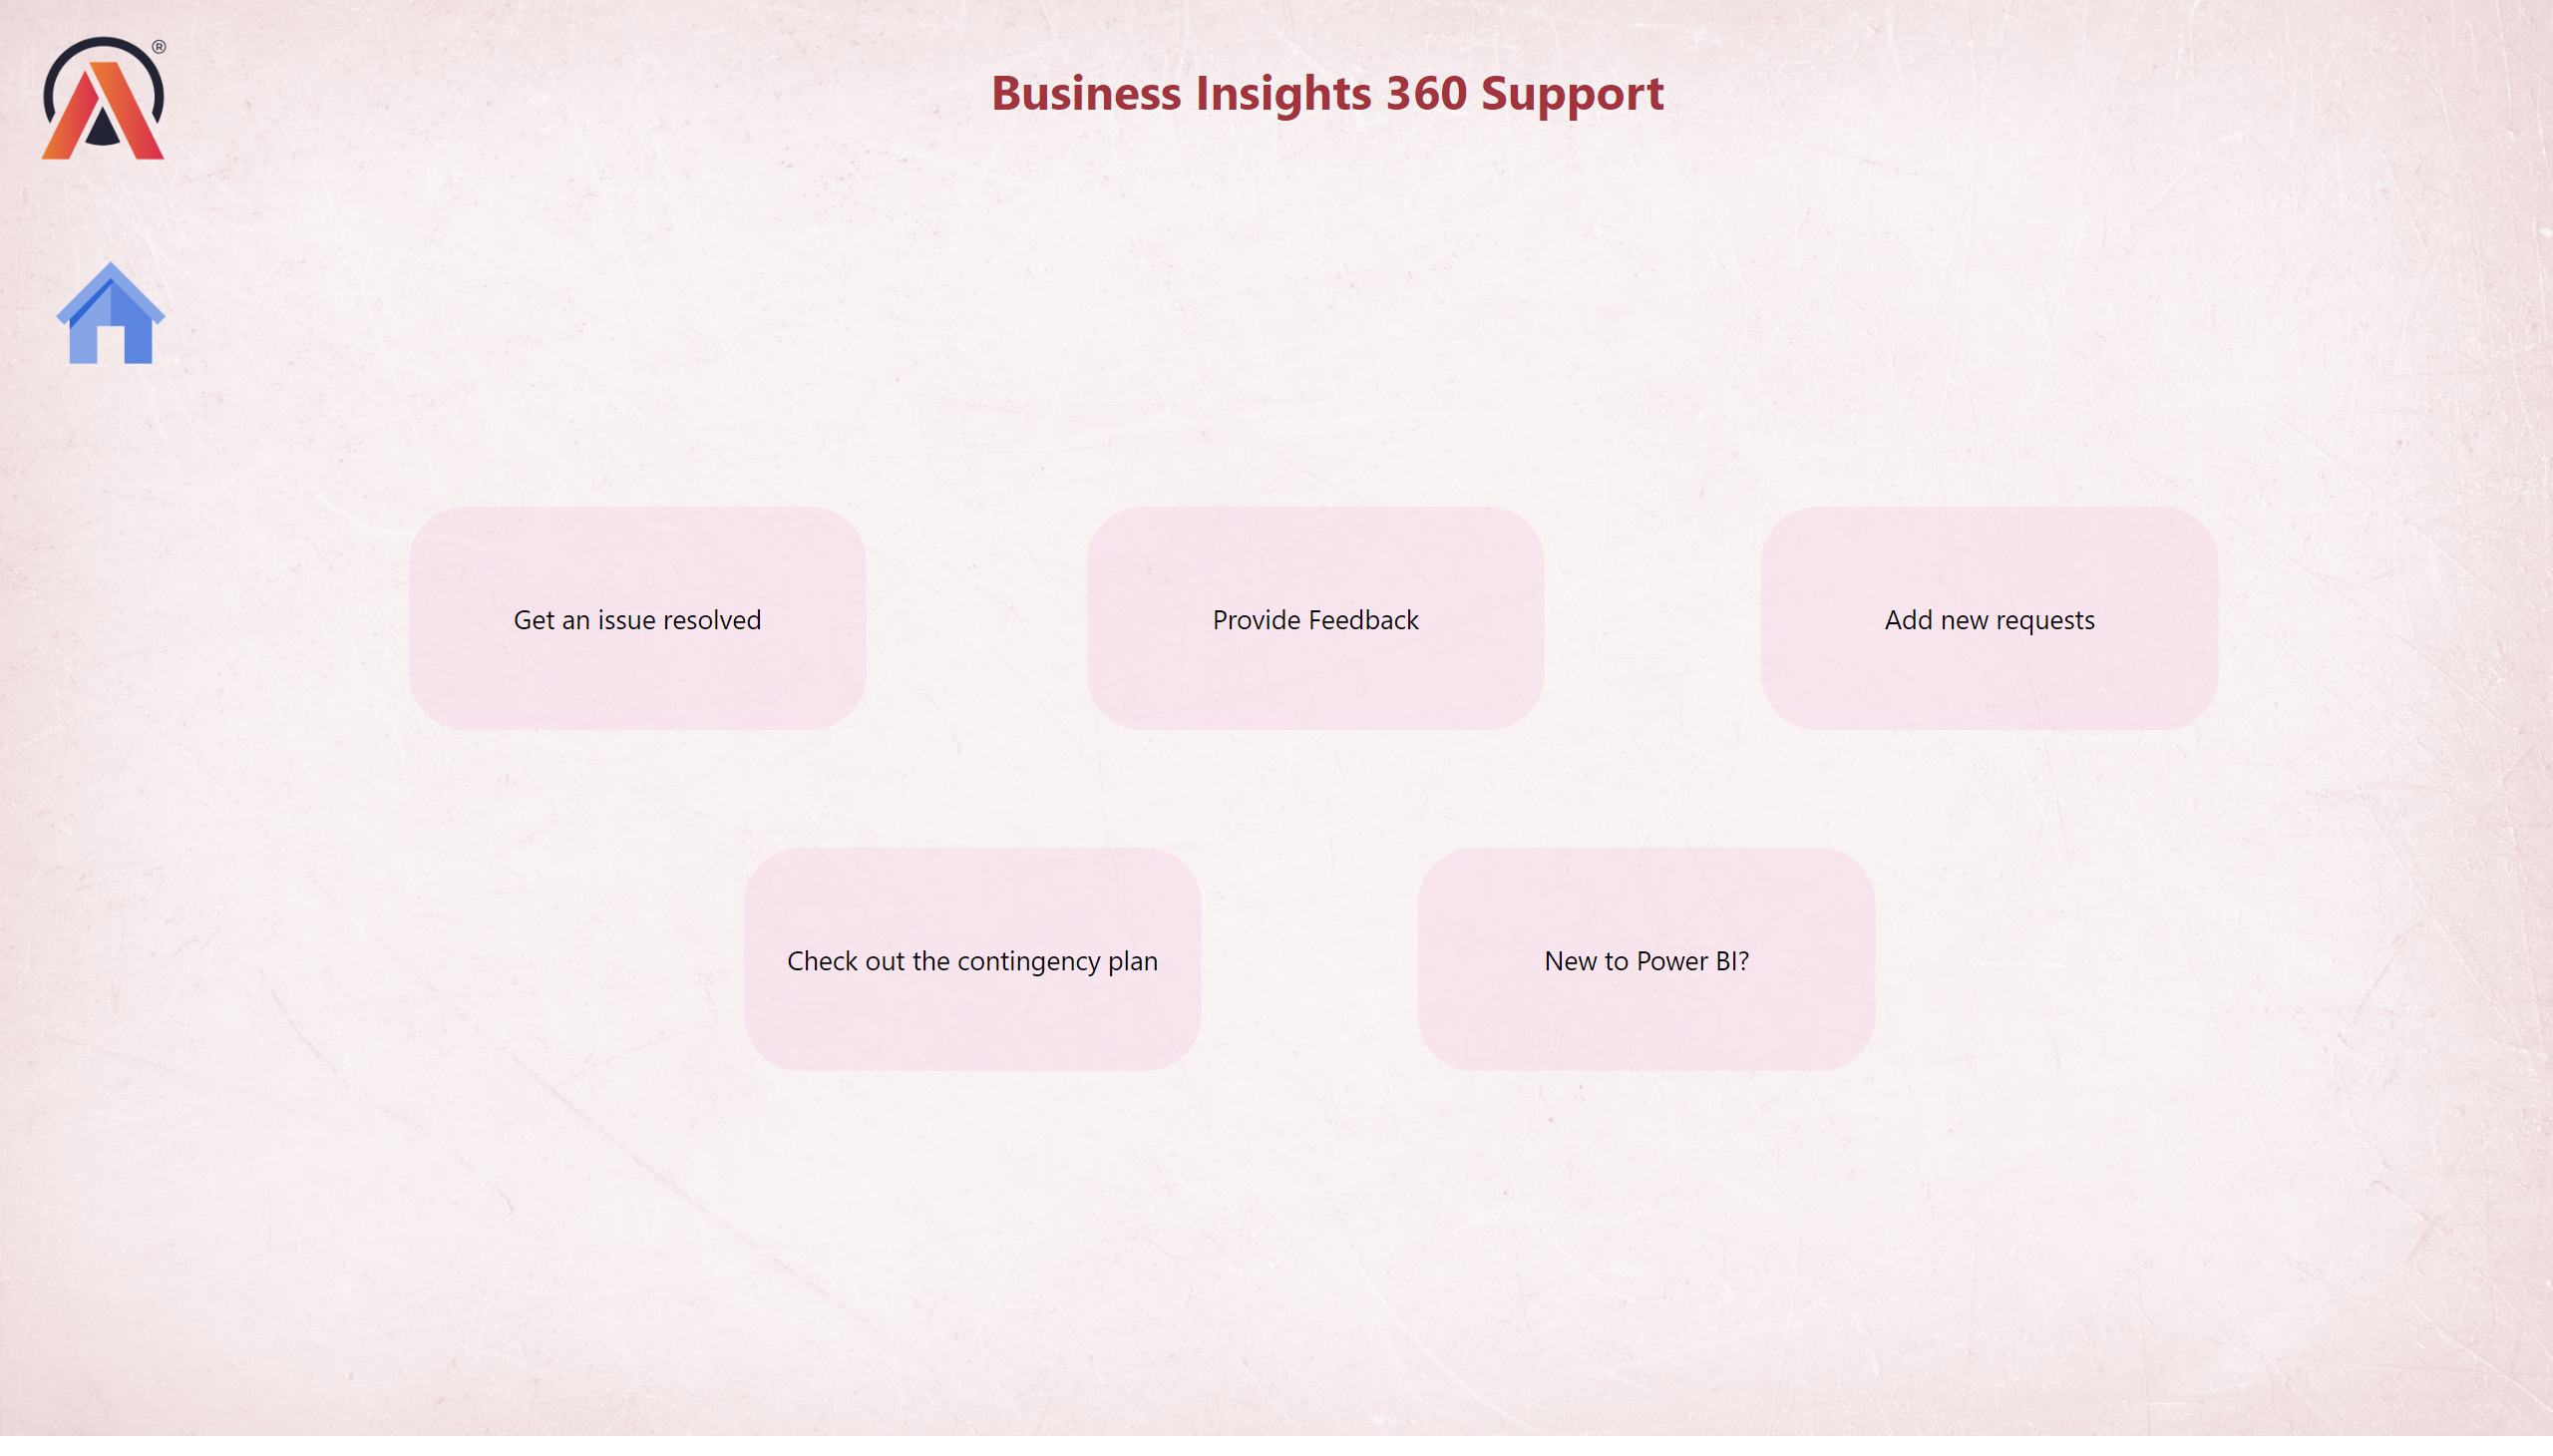 ®
Business Insights 360 Support
Get an issue resolved
Provide Feedback
Add new requests
Check out the contingency plan
New to Power BI?